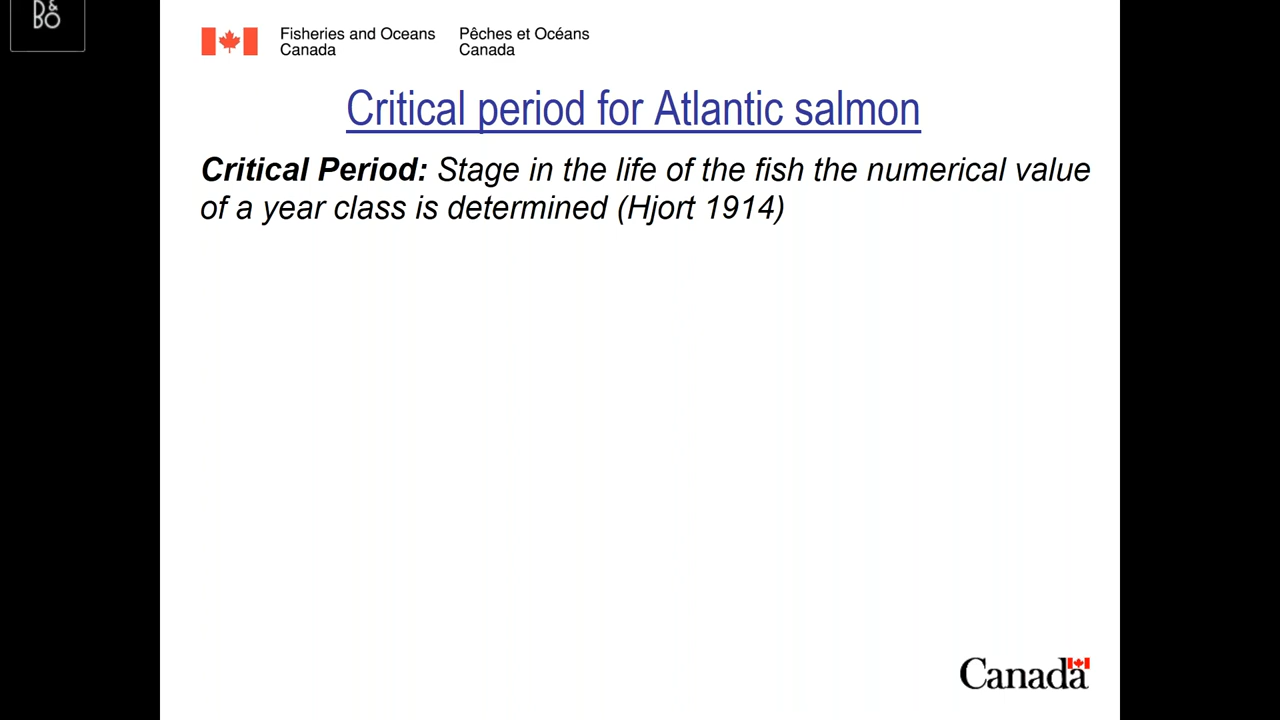 B&O
Fisheries and Oceans Canada
Pêches et Océans Canada
Critical period for Atlantic salmon
Critical Period: Stage in the life of the fish the numerical value
of a year class is determined (Hjort 1914)
Canada